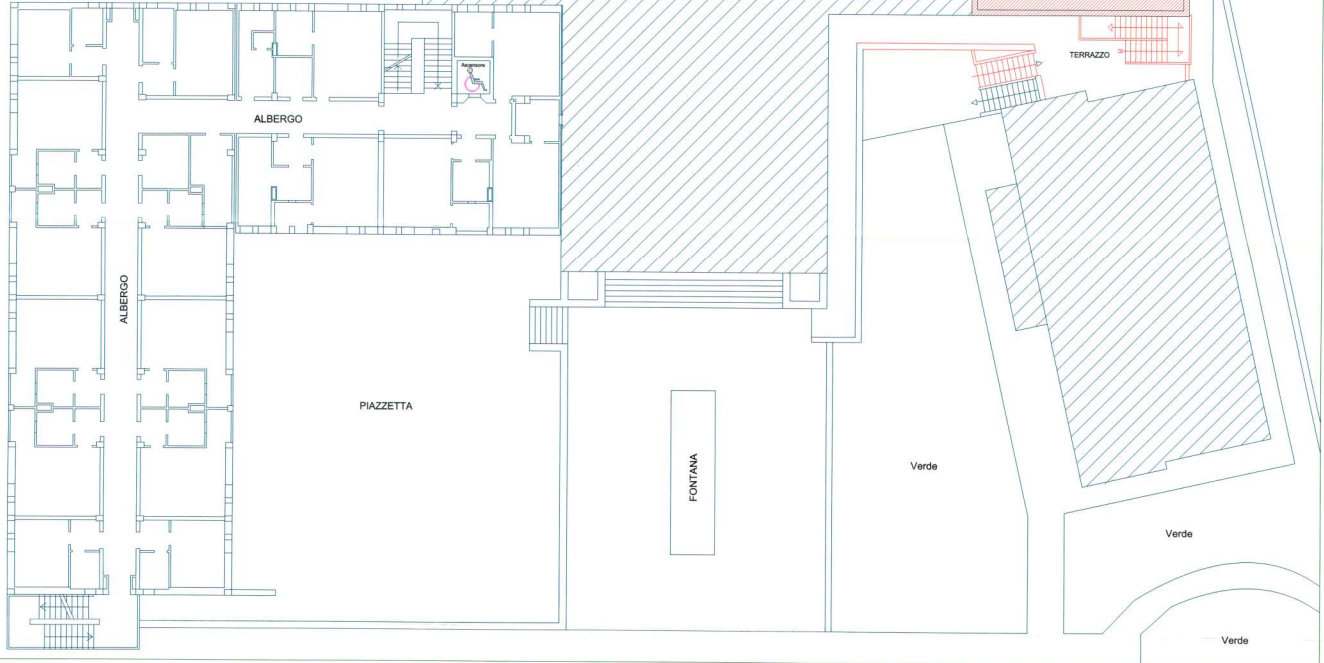 TERRAZZO
Ascensore
ALBERGO
ALBERGO
PIAZZETTA
FONTANA
Verde
Verde
Verde